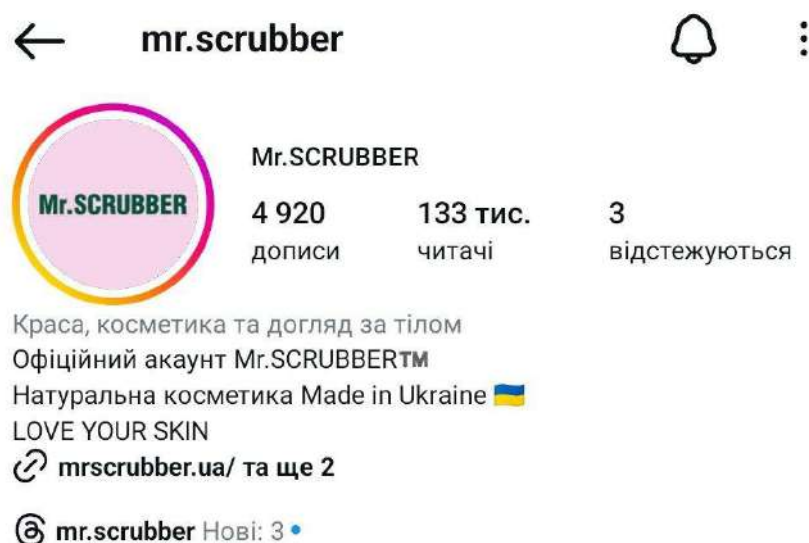 mr.scrubber
Mr.SCRUBBER
Mr.SCRUBBER
4 920 133 тис. 3
дописи читачі відстежуються
Краса, косметика та догляд за тілом
Офіційний акаунт Mr.SCRUBBER™
Натуральна косметика Made in Ukraine 🇺🇦
LOVE YOUR SKIN
mrscrubber.ua/ та ще 2
mr.scrubber Нові: 3